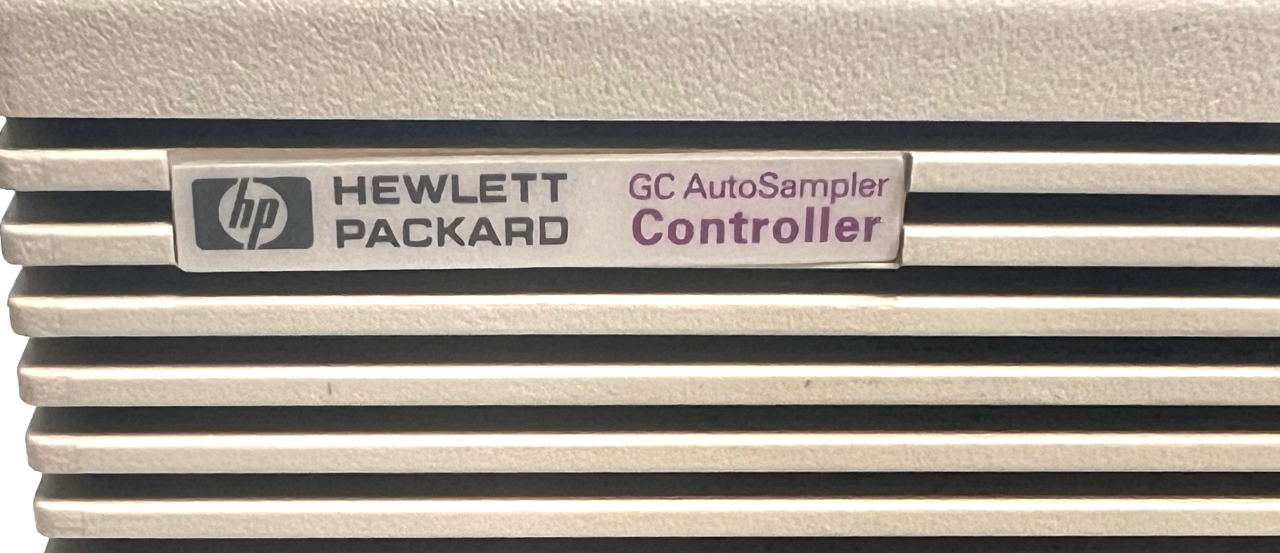 hp
HEWLETT
PACKARD
GC AutoSampler
Controller